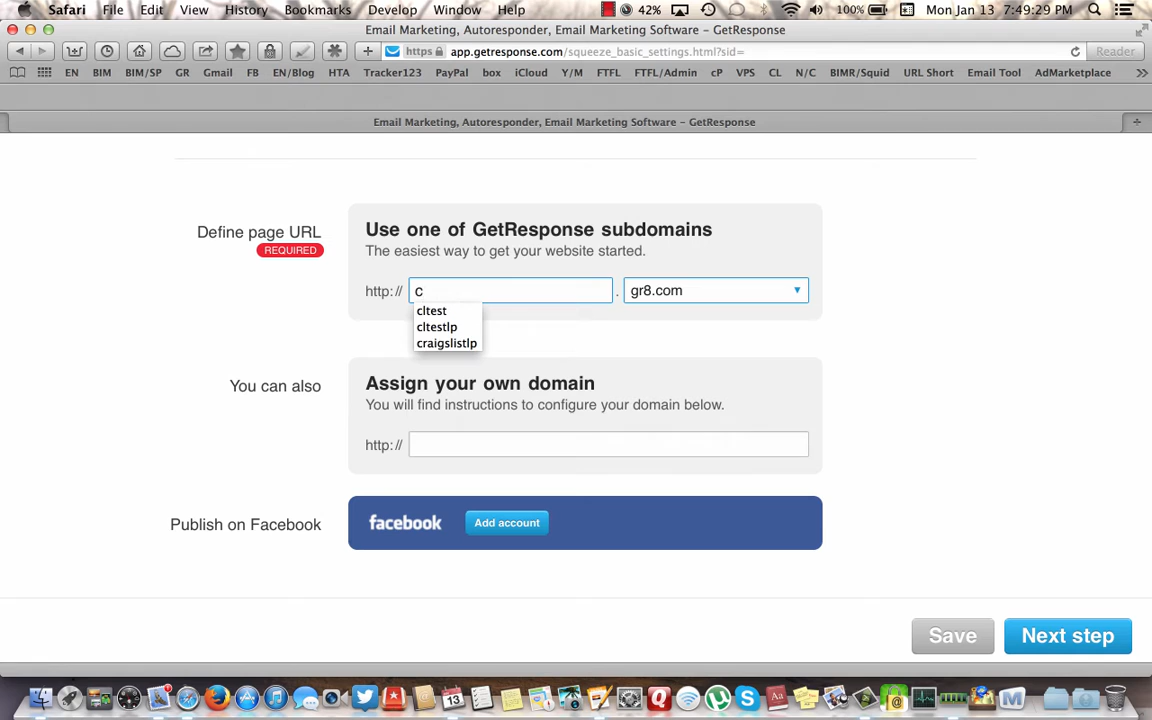 Safari File Edit View History Bookmarks Develop Window Help 42% 100% Mon Jan 13 7:49:29 PM
Email Marketing, Autoresponder, Email Marketing Software – GetResponse
https app.getresponse.com/squeeze_basic_settings.html?sid= Reader
EN BIM BIM/SP GR Gmail FB EN/Blog HTA Tracker123 PayPal box iCloud Y/M FTFL FTFL/Admin cP VPS CL N/C BIMR/Squid URL Short Email Tool AdMarketplace
Email Marketing, Autoresponder, Email Marketing Software – GetResponse
Define page URL
REQUIRED
Use one of GetResponse subdomains
The easiest way to get your website started.
http:// c . gr8.com
cltest
cltestlp
craigslistlp
You can also
Assign your own domain
You will find instructions to configure your domain below.
http://
Publish on Facebook
facebook Add account
Save Next step